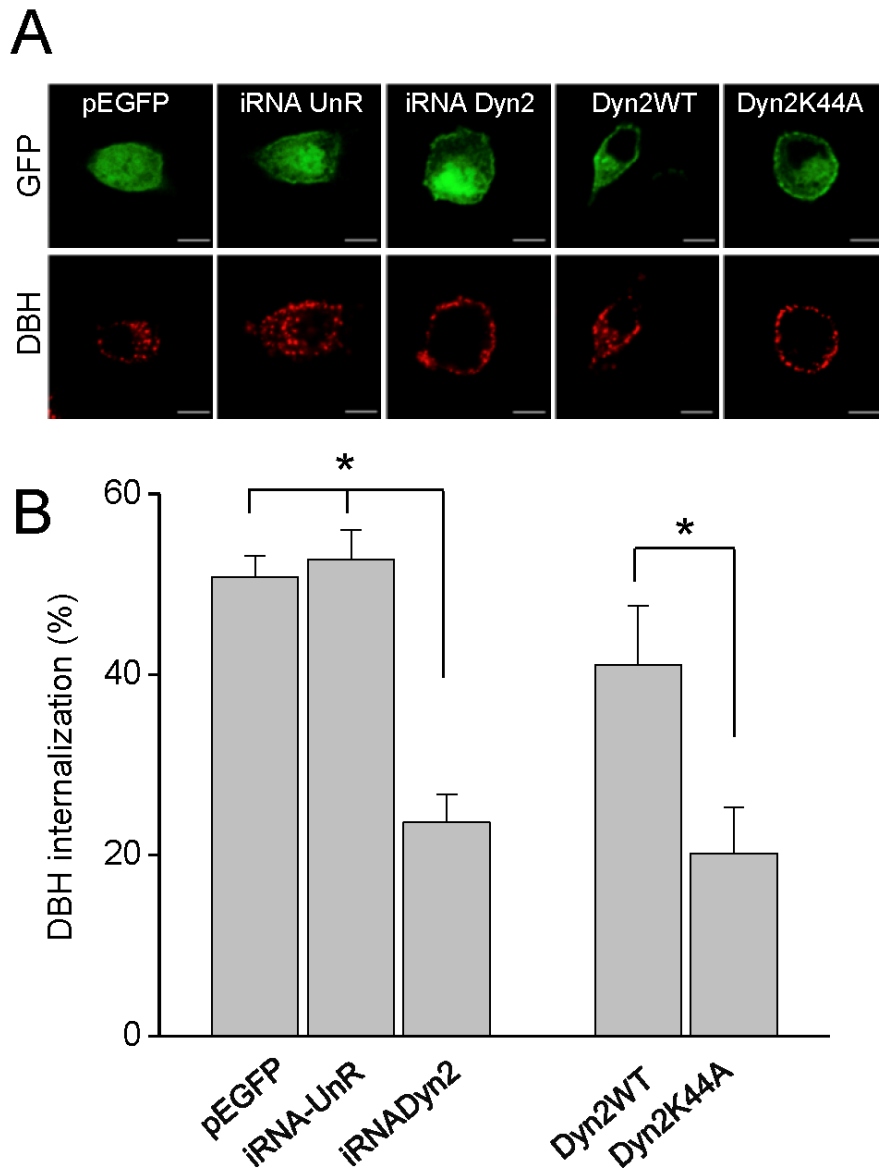 A
pEGFP iRNA UnR iRNA Dyn2 Dyn2WT Dyn2K44A
GFP
DBH
B
* *
DBH internalization (%)
60
40
20
0
pEGFP
iRNA-UnR
iRNADyn2
Dyn2WT
Dyn2K44A